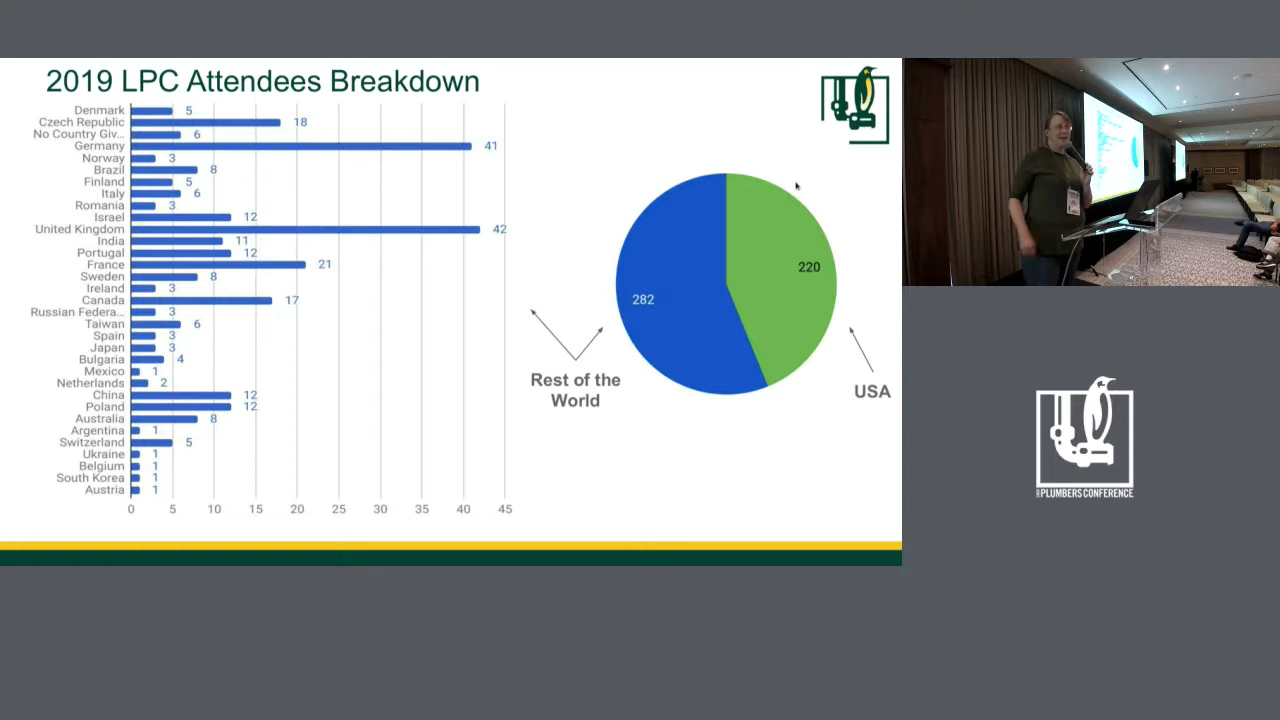 2019 LPC Attendees Breakdown
Denmark 5
Czech Republic 18
No Country Giv... 6
Germany 41
Norway 3
Brazil 8
Finland 5
Italy 6
Romania 3
Israel 12
United Kingdom 42
India 11
Portugal 12
France 21
Sweden 8
Ireland 3
Canada 17
Russian Federa... 3
Taiwan 6
Spain 3
Japan 3
Bulgaria 4
Mexico 1
Netherlands 2
China 12
Poland 12
Australia 8
Argentina 1
Switzerland 5
Ukraine 1
Belgium 1
South Korea 1
Austria 1
0 5 10 15 20 25 30 35 40 45
220
282
Rest of the
World
USA
PLUMBERS CONFERENCE